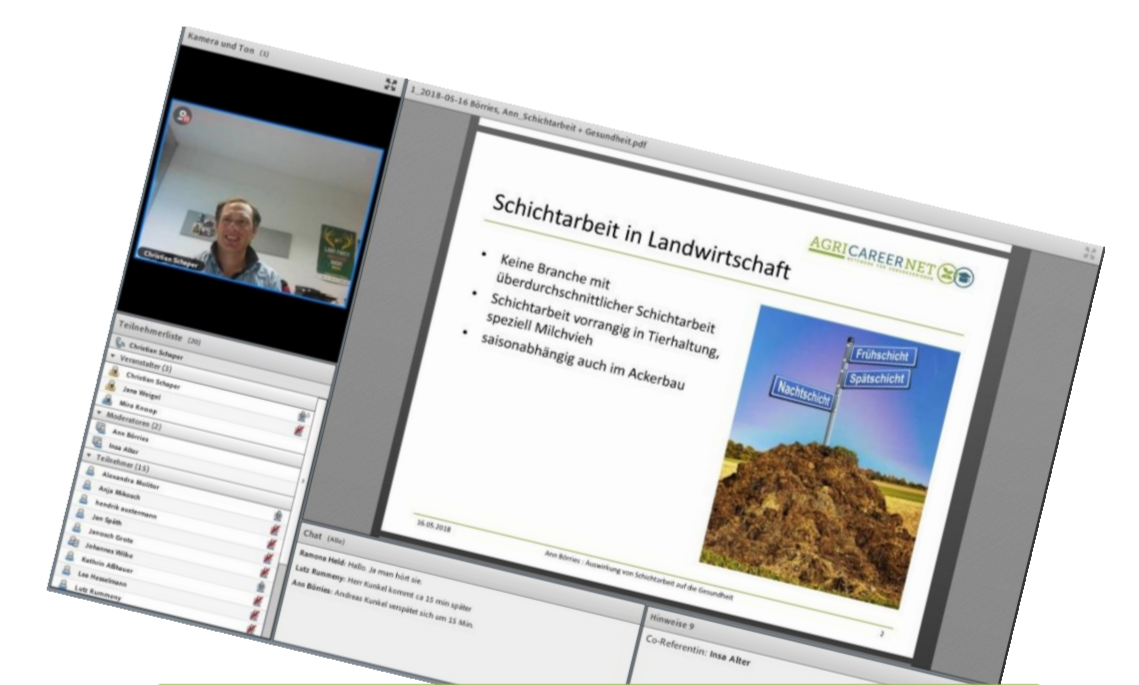 Kamera und Ton (1)
Christian Schaper
Teilnehmerliste (20)
Christian Schaper
Veranstalter (3)
Christian Schaper
Jana Weigel
Mira Knoop
Moderatoren (2)
Ann Börries
Insa Alter
Teilnehmer (15)
Alexandra Molitor
Anja Mikosch
hendrik austermann
Jan Späth
Janosch Grote
Johannes Wilke
Kathrin Aßhauer
Lea Hesselmann
Lutz Rummeny
1_2018-05-16 Börries, Ann_Schichtarbeit + Gesundheit.pdf
Schichtarbeit in Landwirtschaft
AGRICAREERNET
• Keine Branche mit
überdurchschnittlicher Schichtarbeit
• Schichtarbeit vorrangig in Tierhaltung,
speziell Milchvieh
• saisonabhängig auch im Ackerbau
Frühschicht
Spätschicht
Nachtschicht
16.05.2018
Ann Börries - Auswirkung von Schichtarbeit auf die Gesundheit
2
Chat (Alle)
Ramona Held: Hallo. Ja man hört sie.
Lutz Rummeny: Herr Kunkel kommt ca 15 min später
Ann Börries: Andreas Kunkel verspätet sich um 15 Min.
Hinweise 9
Co-Referentin: Insa Alter